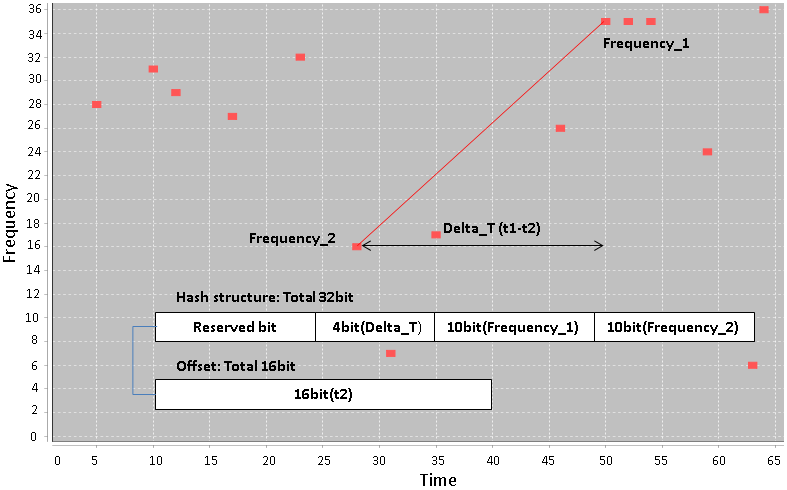 36
34
32
30
28
26
24
22
20
18
16
14
12
10
8
6
4
2
0
Frequency
Frequency_1
Frequency_2
Delta_T (t1-t2)
Hash structure: Total 32bit
Reserved bit 4bit(Delta_T) 10bit(Frequency_1) 10bit(Frequency_2)
Offset: Total 16bit
16bit(t2)
0 5 10 15 20 25 30 35 40 45 50 55 60 65
Time